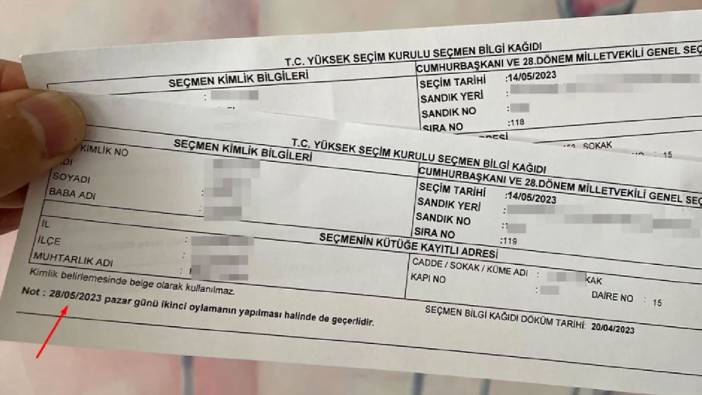 T.C. YÜKSEK SEÇİM KURULU SEÇMEN BİLGİ KAĞIDI
SEÇMEN KİMLİK BİLGİLERİ
CUMHURBAŞKANI VE 28.DÖNEM MİLLETVEKİLİ GENEL SEÇ
SEÇİM TARİHİ :14/05/2023
SANDIK YERİ :
SANDIK NO :
SIRA NO :118
ADRESİ
SOKAK
: 15
T.C. YÜKSEK SEÇİM KURULU SEÇMEN BİLGİ KAĞIDI
SEÇMEN KİMLİK BİLGİLERİ
CUMHURBAŞKANI VE 28.DÖNEM MİLLETVEKİLİ GENEL SEÇ
KİMLİK NO
ADI
SOYADI
BABA ADI
SEÇİM TARİHİ :14/05/2023
SANDIK YERİ
SANDIK NO
SIRA NO :119
SEÇMENİN KÜTÜĞE KAYITLI ADRESİ
İL
İLÇE
MUHTARLIK ADI
CADDE / SOKAK / KÜME ADI : KAK
KAPI NO : DAİRE NO : 15
Kimlik belirlemesinde belge olarak kullanılmaz.
Not : 28/05/2023 pazar günü ikinci oylamanın yapılması halinde de geçerlidir.
SEÇMEN BİLGİ KAĞIDI DÖKÜM TARİHİ: 20/04/2023